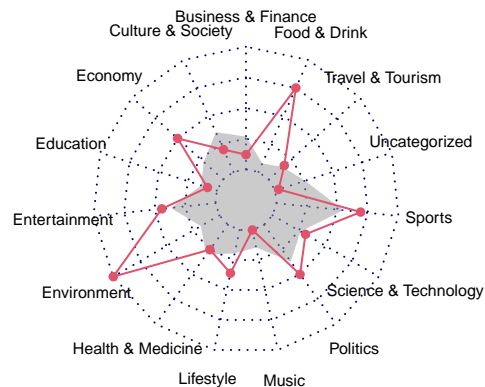 Business & Finance
Culture & Society
Food & Drink
Economy
Travel & Tourism
Education
Uncategorized
Entertainment
Sports
Environment
Science & Technology
Health & Medicine
Politics
Lifestyle
Music